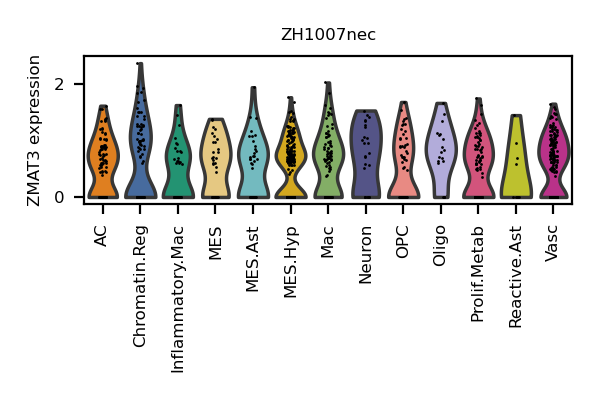 ZH1007nec
ZMAT3 expression
2
0
AC
Chromatin.Reg
Inflammatory.Mac
MES
MES.Ast
MES.Hyp
Mac
Neuron
OPC
Oligo
Prolif.Metab
Reactive.Ast
Vasc